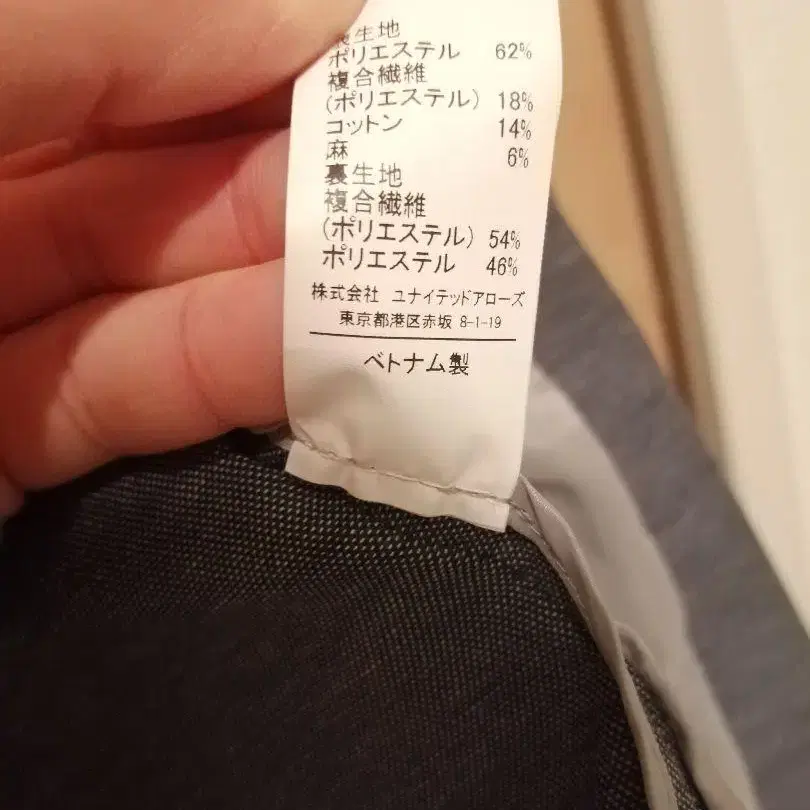 表生地
ポリエステル 62%
複合繊維
(ポリエステル) 18%
コットン 14%
麻 6%
裏生地
複合繊維
(ポリエステル) 54%
ポリエステル 46%
株式会社 ユナイテッドアローズ
東京都港区赤坂 8-1-19
ベトナム製